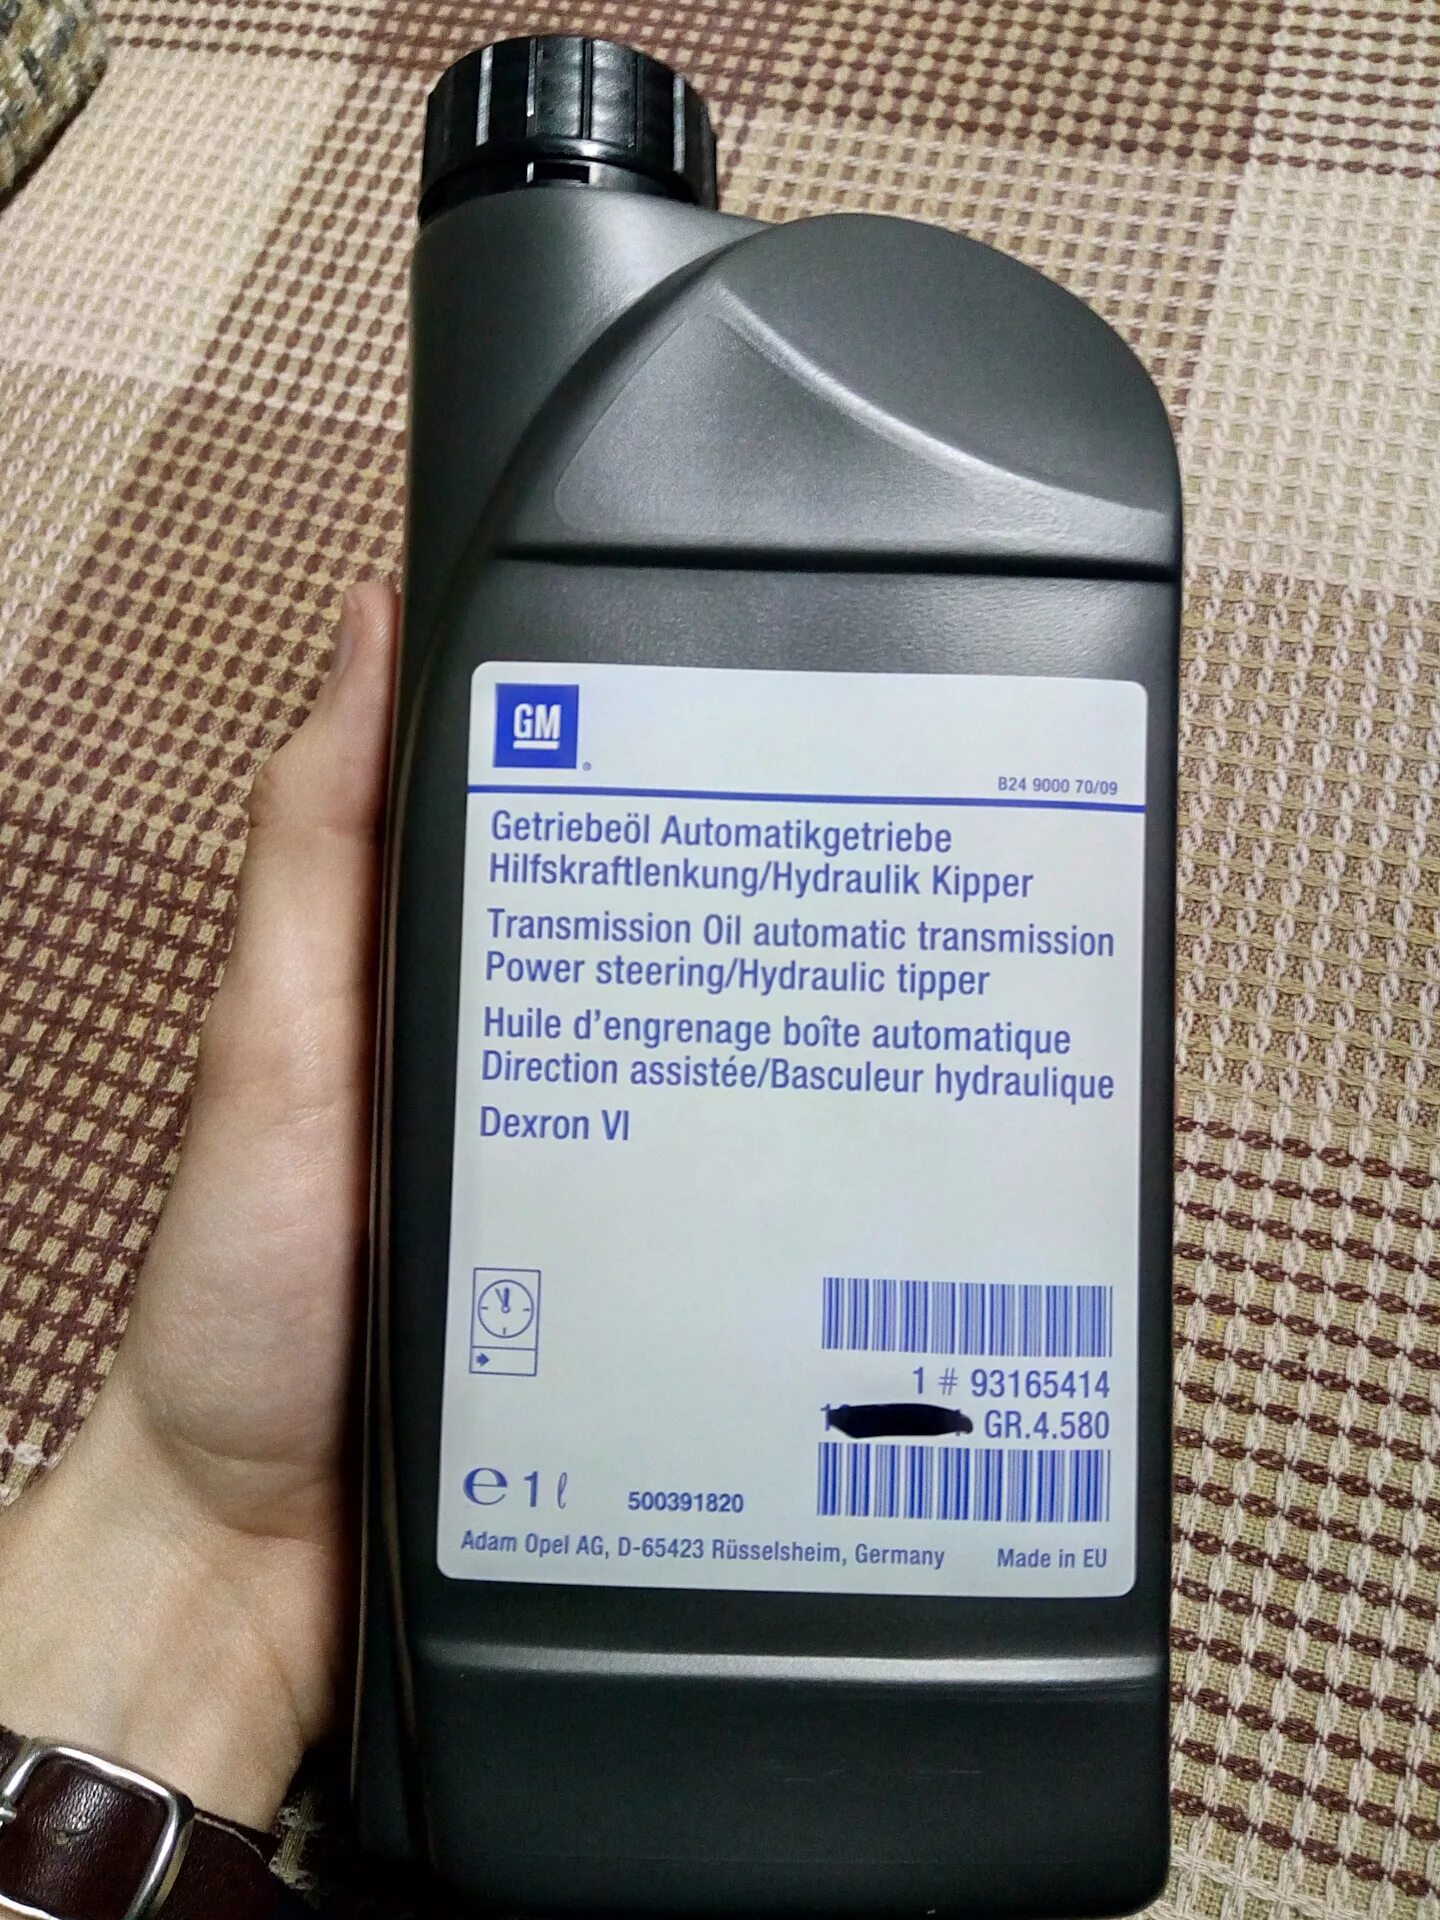 GM
®
B24 9000 70/09
Getriebeöl Automatikgetriebe
Hilfskraftlenkung/Hydraulik Kipper
Transmission Oil automatic transmission
Power steering/Hydraulic tipper
Huile d'engrenage boîte automatique
Direction assistée/Basculeur hydraulique
Dexron VI
1 # 93165414
GR.4.580
e 1 ℓ
500391820
Adam Opel AG, D-65423 Rüsselsheim, Germany
Made in EU